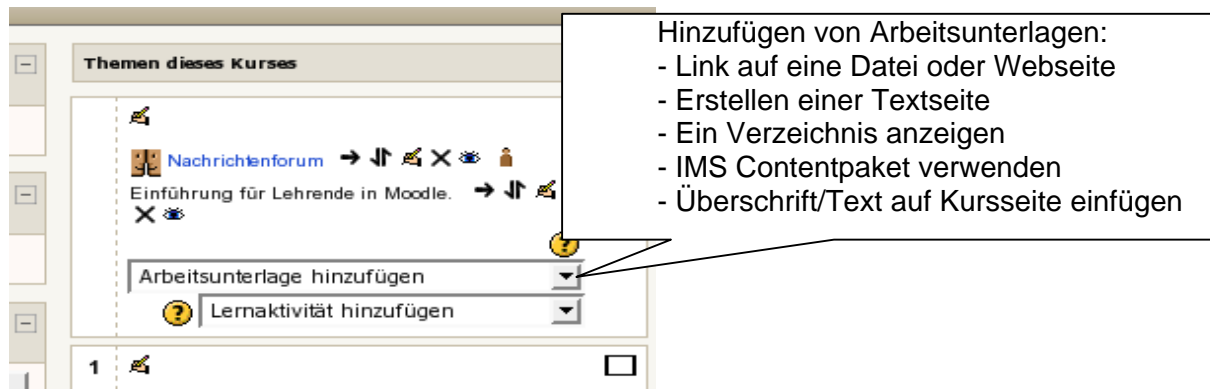 Hinzufügen von Arbeitsunterlagen:
- Link auf eine Datei oder Webseite
- Erstellen einer Textseite
- Ein Verzeichnis anzeigen
- IMS Contentpaket verwenden
- Überschrift/Text auf Kursseite einfügen
Themen dieses Kurses
Nachrichtenforum
Einführung für Lehrende in Moodle.
?
Arbeitsunterlage hinzufügen
? Lernaktivität hinzufügen
1